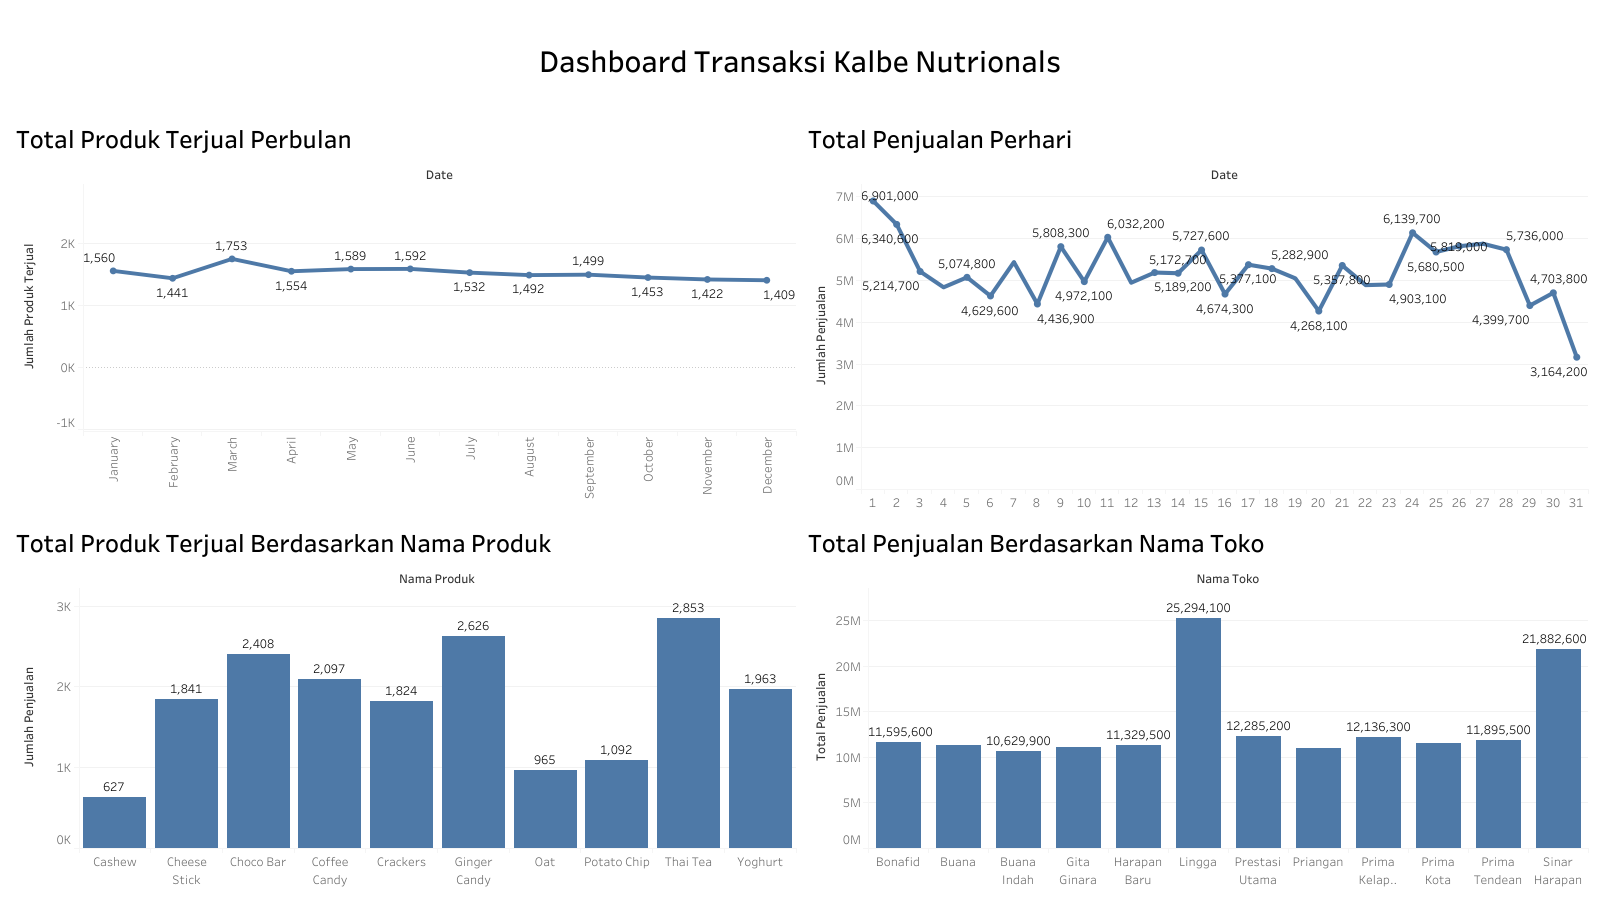 Dashboard Transaksi Kalbe Nutrionals
Total Produk Terjual Perbulan
Date
Jumlah Produk Terjual
2K
1K
0K
-1K
1,560
1,441
1,753
1,554
1,589
1,592
1,532
1,492
1,499
1,453
1,422
1,409
January
February
March
April
May
June
July
August
September
October
November
December
Total Penjualan Perhari
Date
Jumlah Penjualan
7M
6M
5M
4M
3M
2M
1M
0M
6,901,000
6,340,600
5,214,700
5,074,800
4,629,600
4,436,900
5,808,300
4,972,100
6,032,200
5,172,700
5,189,200
5,727,600
4,674,300
5,377,100
5,282,900
4,268,100
5,357,800
4,903,100
6,139,700
5,680,500
5,819,000
5,736,000
4,399,700
4,703,800
3,164,200
1 2 3 4 5 6 7 8 9 10 11 12 13 14 15 16 17 18 19 20 21 22 23 24 25 26 27 28 29 30 31
Total Produk Terjual Berdasarkan Nama Produk
Nama Produk
Jumlah Penjualan
3K
2K
1K
0K
627
1,841
2,408
2,097
1,824
2,626
965
1,092
2,853
1,963
Cashew
Cheese
Stick
Choco Bar
Coffee
Candy
Crackers
Ginger
Candy
Oat
Potato Chip
Thai Tea
Yoghurt
Total Penjualan Berdasarkan Nama Toko
Nama Toko
Total Penjualan
25M
20M
15M
10M
5M
0M
11,595,600
10,629,900
11,329,500
25,294,100
12,285,200
12,136,300
11,895,500
21,882,600
Bonafid
Buana
Buana
Indah
Gita
Ginara
Harapan
Baru
Lingga
Prestasi
Utama
Priangan
Prima
Kelap..
Prima
Kota
Prima
Tendean
Sinar
Harapan